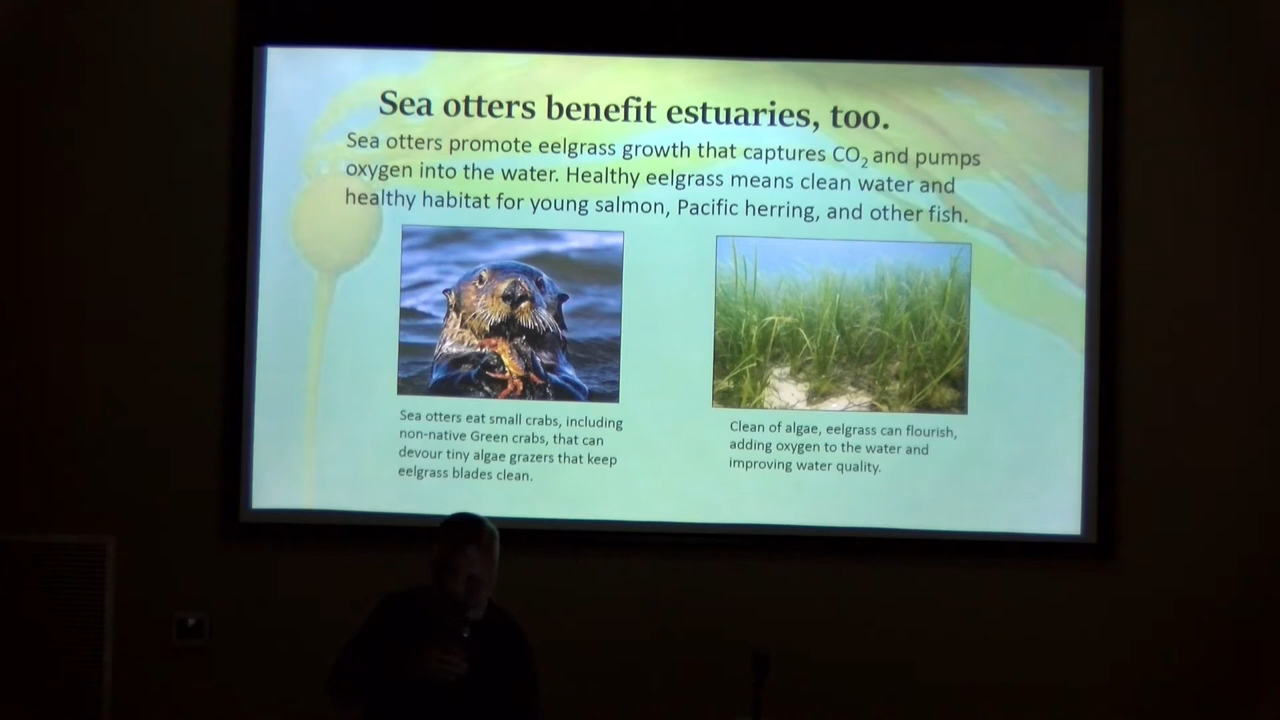 Sea otters benefit estuaries, too.
Sea otters promote eelgrass growth that captures CO₂ and pumps
oxygen into the water. Healthy eelgrass means clean water and
healthy habitat for young salmon, Pacific herring, and other fish.
Sea otters eat small crabs, including
non-native Green crabs, that can
devour tiny algae grazers that keep
eelgrass blades clean.
Clean of algae, eelgrass can flourish,
adding oxygen to the water and
improving water quality.